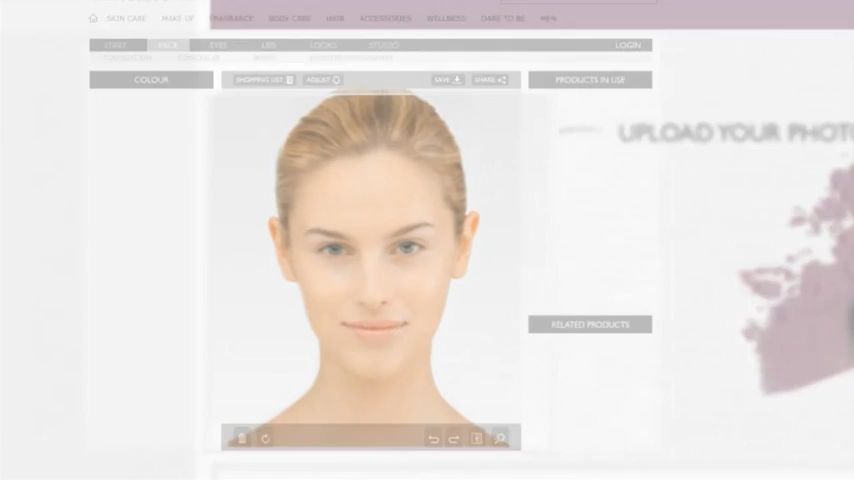 SKIN CARE MAKE-UP FRAGRANCE BODY CARE HAIR ACCESSORIES WELLNESS DARE TO BE MEN
START FACE EYES LIPS LOOKS STUDIO LOGIN
COLOUR
SHOPPING LIST ADJUST SAVE SHARE
PRODUCTS IN USE
UPLOAD YOUR PHOTO
RELATED PRODUCTS